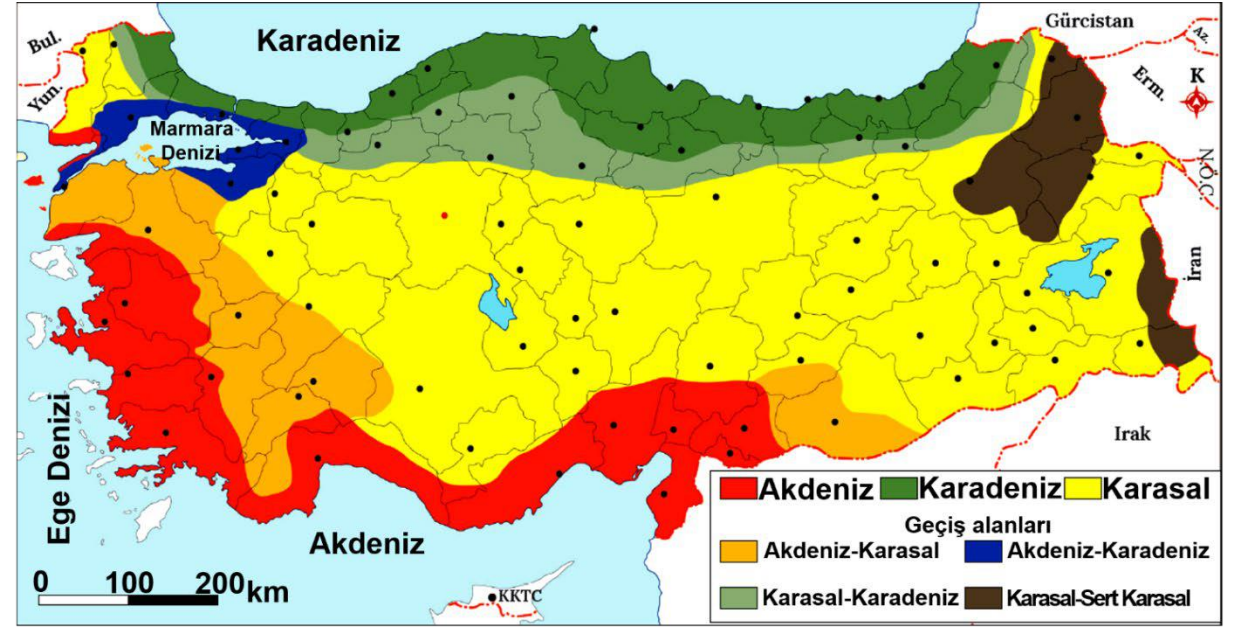 Bul.
Yun.
Karadeniz
Gürcistan
Az.
Erm.
K
Marmara
Denizi
N.Ö.C.
İran
Ege Denizi
Irak
Akdeniz
KKTC
0 100 200km
Akdeniz Karadeniz Karasal
Geçiş alanları
Akdeniz-Karasal Akdeniz-Karadeniz
Karasal-Karadeniz Karasal-Sert Karasal